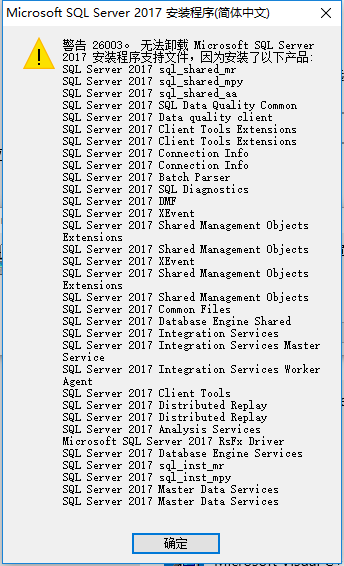 Microsoft SQL Server 2017 安装程序(简体中文)
警告 26003。 无法卸载 Microsoft SQL Server
2017 安装程序支持文件，因为安装了以下产品:
SQL Server 2017 sql_shared_mr
SQL Server 2017 sql_shared_mpy
SQL Server 2017 sql_shared_aa
SQL Server 2017 SQL Data Quality Common
SQL Server 2017 Data quality client
SQL Server 2017 Client Tools Extensions
SQL Server 2017 Client Tools Extensions
SQL Server 2017 Connection Info
SQL Server 2017 Connection Info
SQL Server 2017 Batch Parser
SQL Server 2017 SQL Diagnostics
SQL Server 2017 DMF
SQL Server 2017 XEvent
SQL Server 2017 Shared Management Objects
Extensions
SQL Server 2017 Shared Management Objects
SQL Server 2017 XEvent
SQL Server 2017 Shared Management Objects
Extensions
SQL Server 2017 Shared Management Objects
SQL Server 2017 Common Files
SQL Server 2017 Database Engine Shared
SQL Server 2017 Integration Services
SQL Server 2017 Integration Services Master
Service
SQL Server 2017 Integration Services Worker
Agent
SQL Server 2017 Client Tools
SQL Server 2017 Distributed Replay
SQL Server 2017 Distributed Replay
SQL Server 2017 Analysis Services
Microsoft SQL Server 2017 RsFx Driver
SQL Server 2017 Database Engine Services
SQL Server 2017 sql_inst_mr
SQL Server 2017 sql_inst_mpy
SQL Server 2017 Master Data Services
SQL Server 2017 Master Data Services
确定